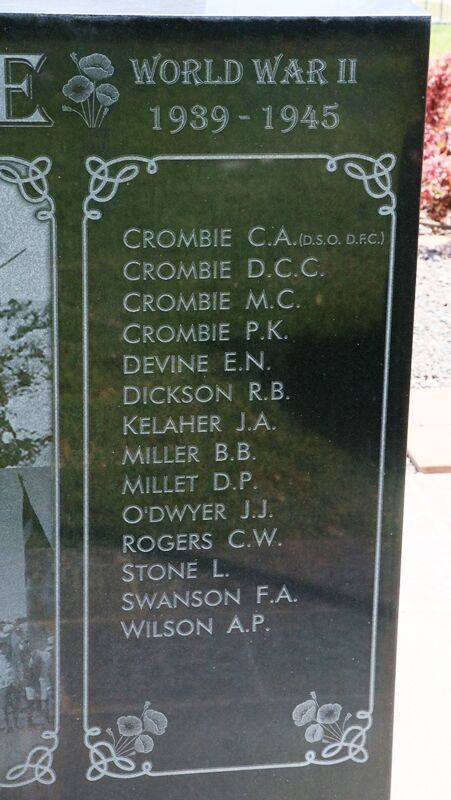 E
WORLD WAR II
1939 - 1945
CROMBIE C.A. (D.S.O. D.F.C.)
CROMBIE D.C.C.
CROMBIE M.C.
CROMBIE P.K.
DEVINE E.N.
DICKSON R.B.
KELAHER J.A.
MILLER B.B.
MILLET D.P.
O'DWYER J.J.
ROGERS C.W.
STONE L.
SWANSON F.A.
WILSON A.P.